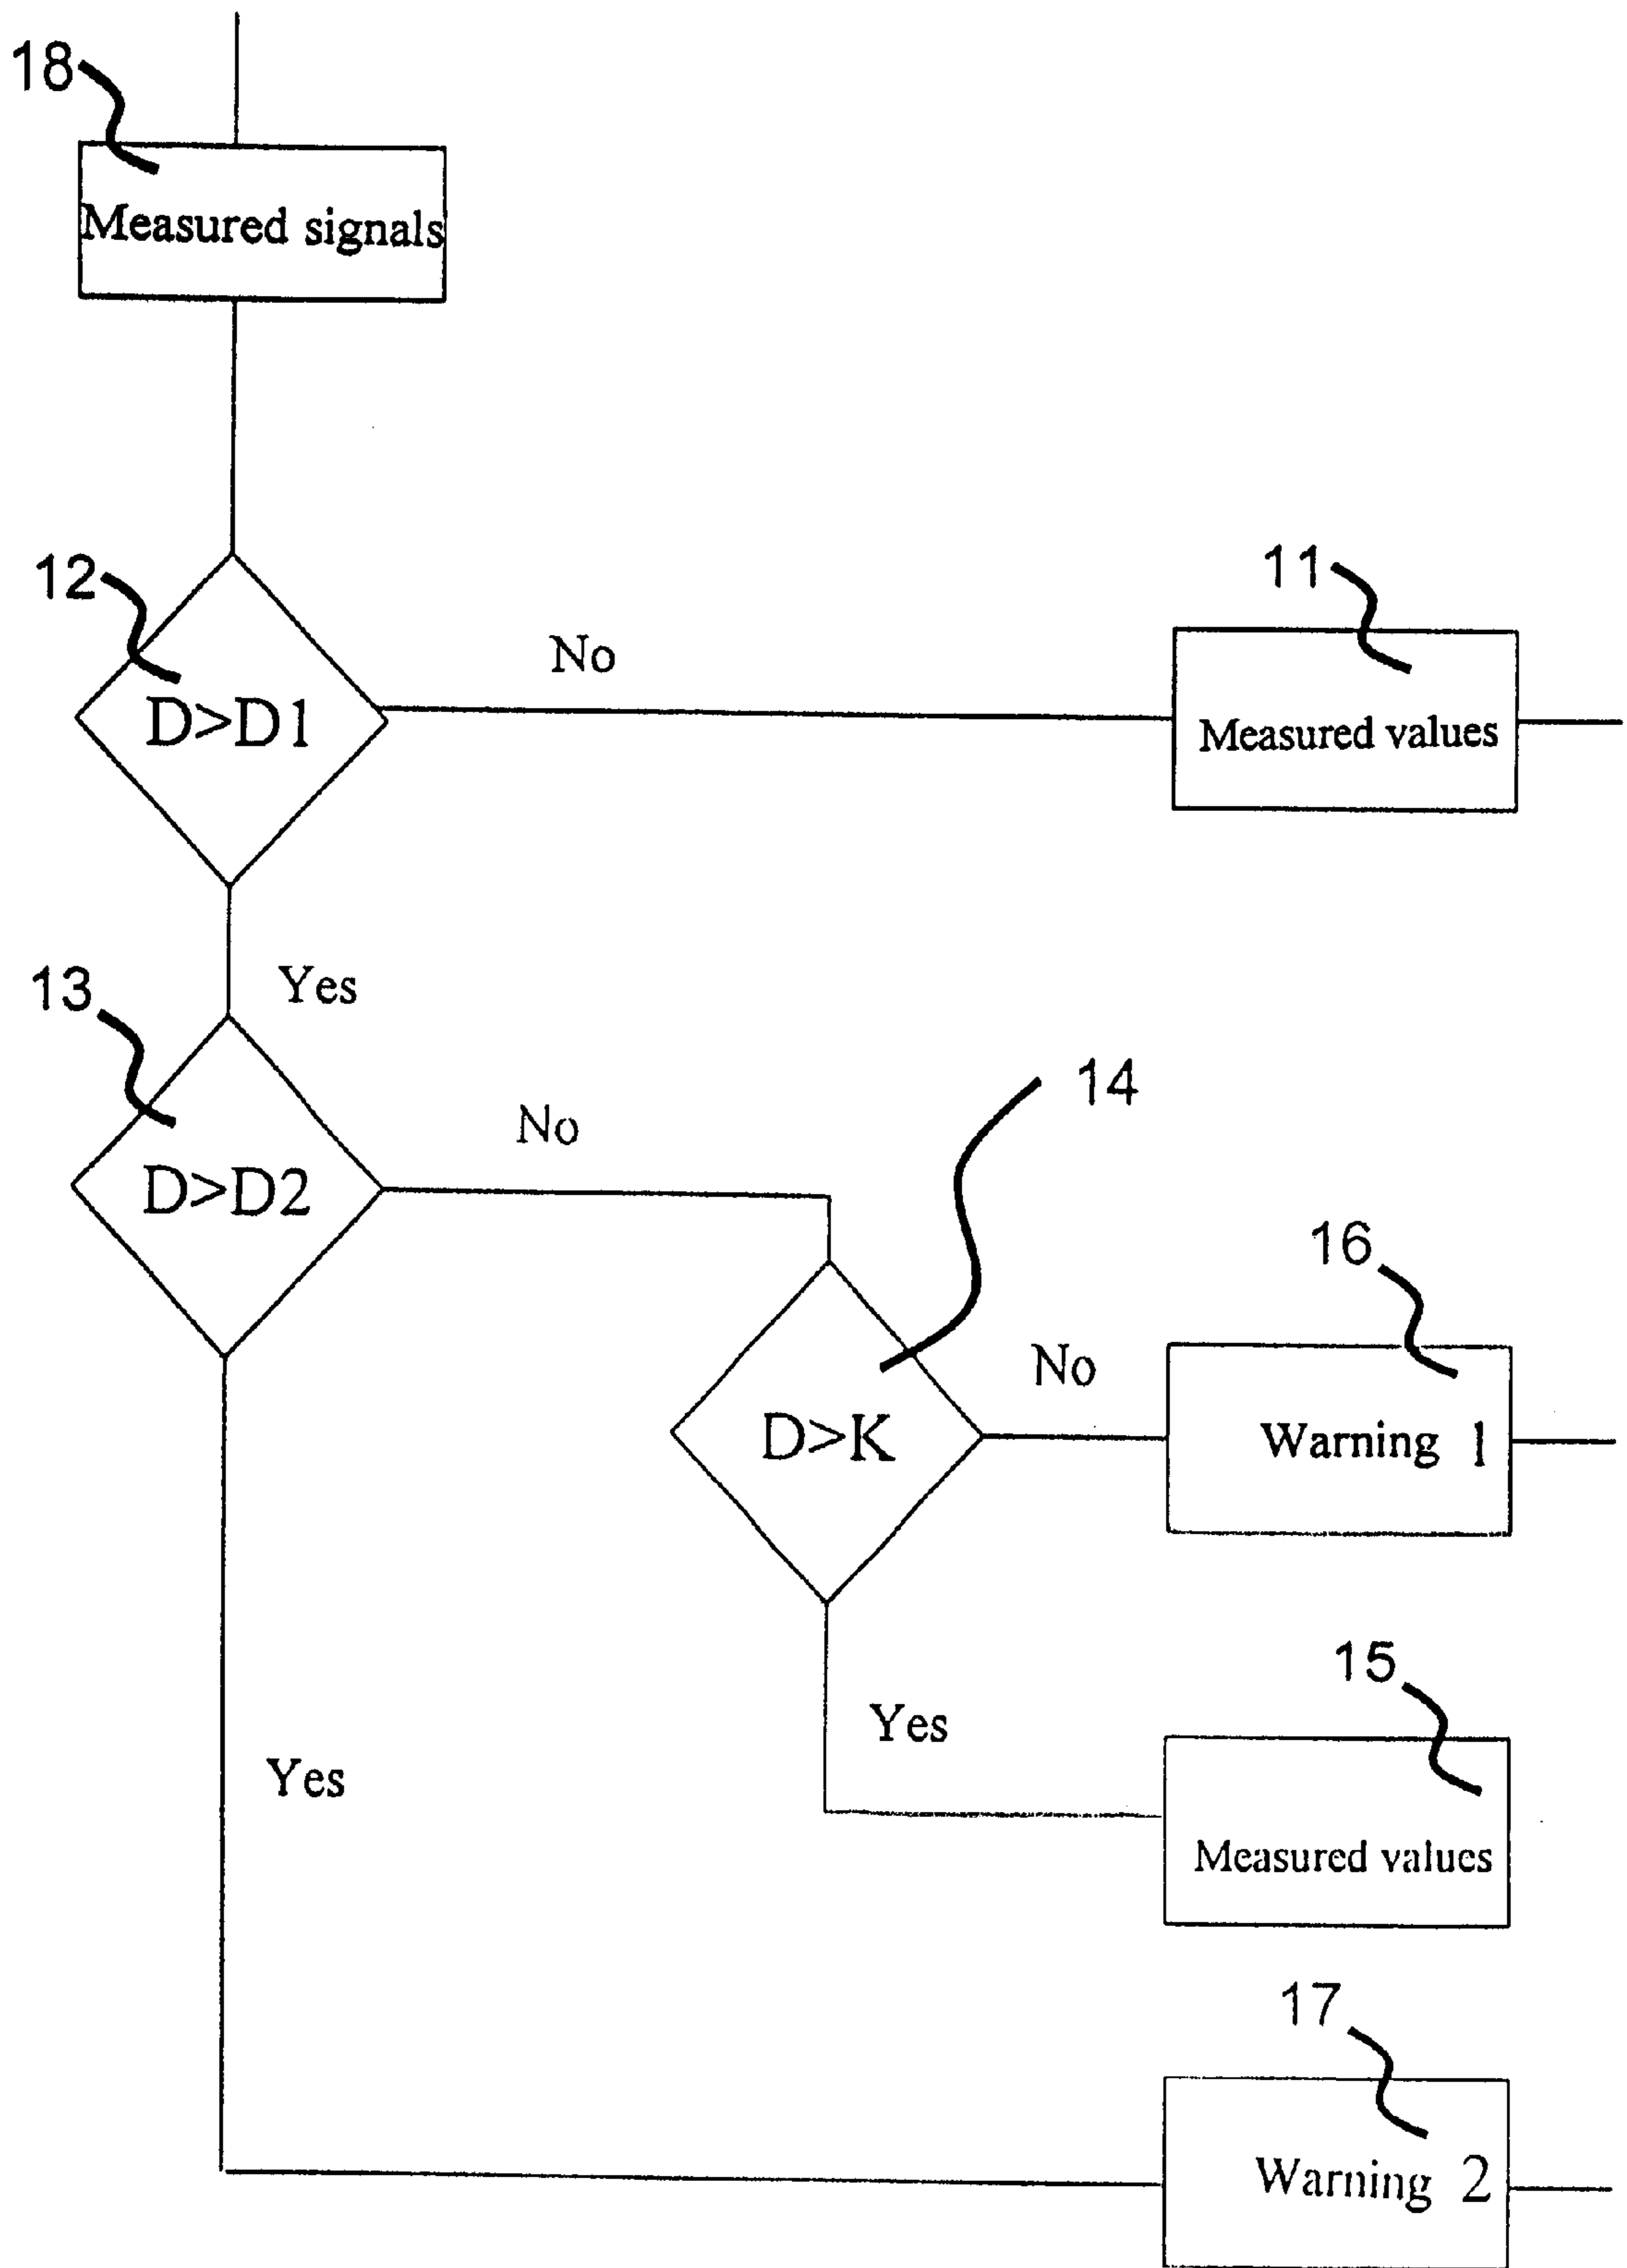 18
Measured signals
12
D>D1
No
11
Measured values
Yes
13
D>D2
No
14
D>K
No
16
Warning 1
Yes
15
Measured values
Yes
17
Warning 2